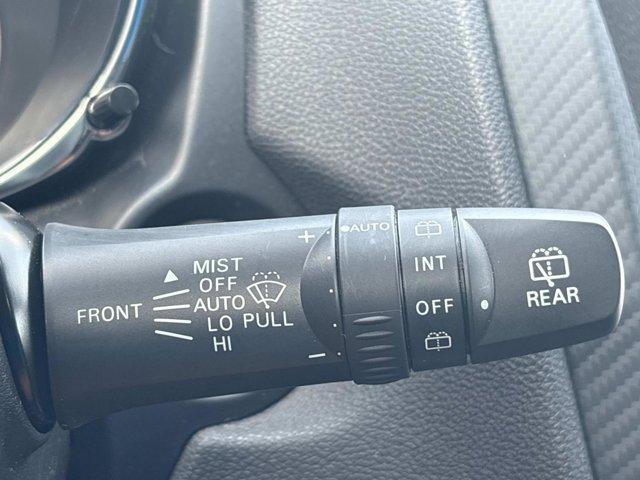 FRONT
MIST
OFF
AUTO
LO PULL
HI
+
−
AUTO
INT
OFF
REAR